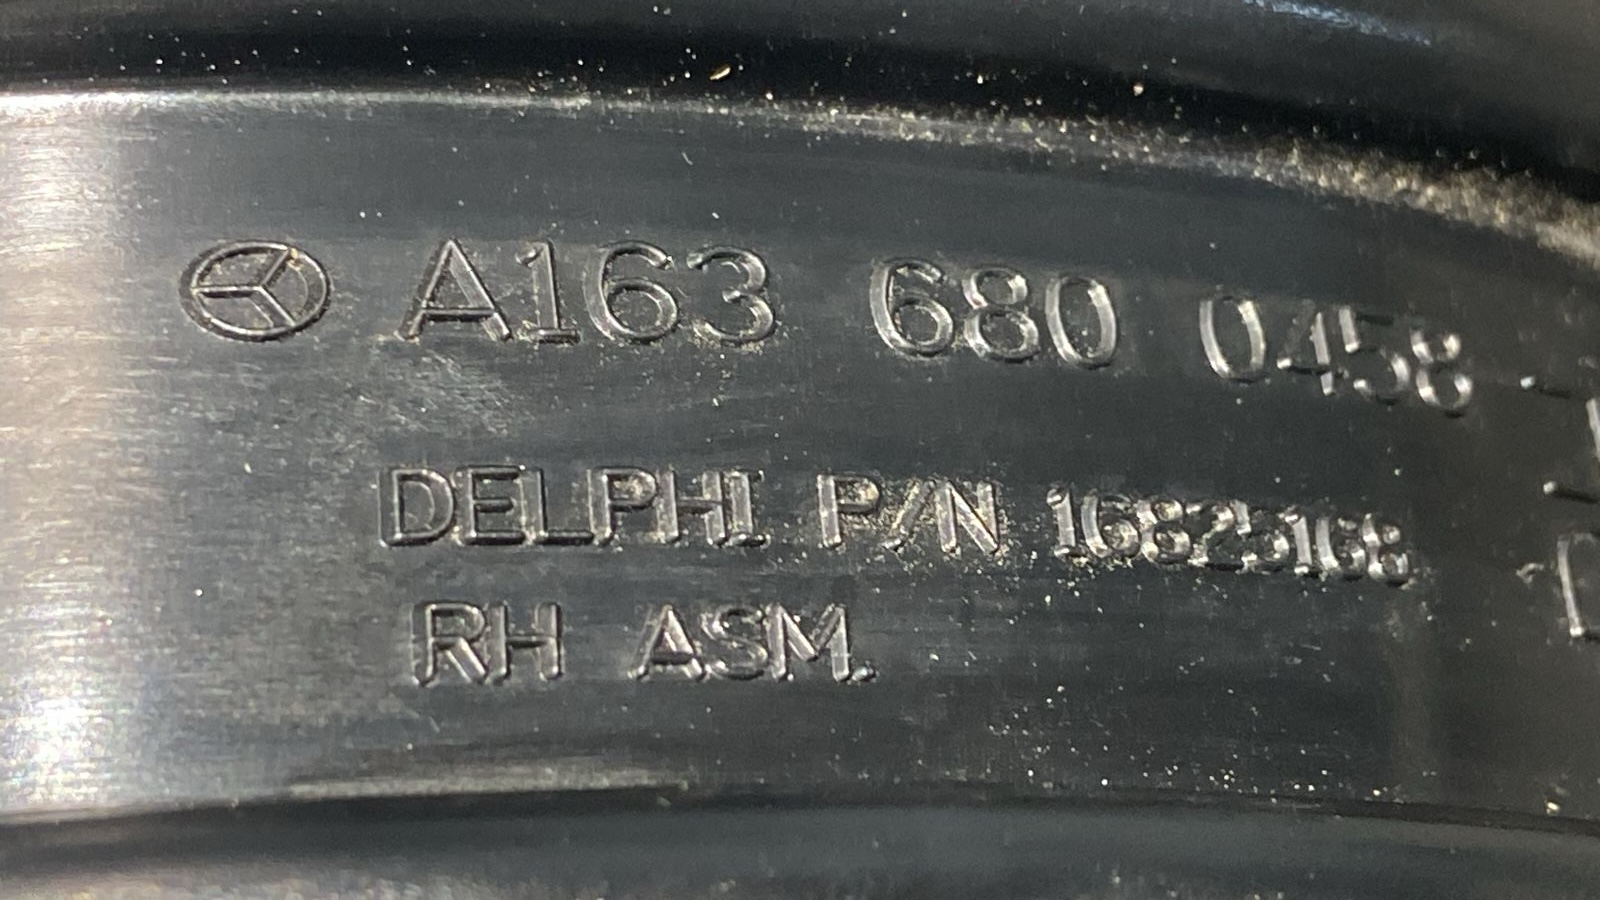 A163 680 0458
DELPHI P/N 16825168
RH ASM.